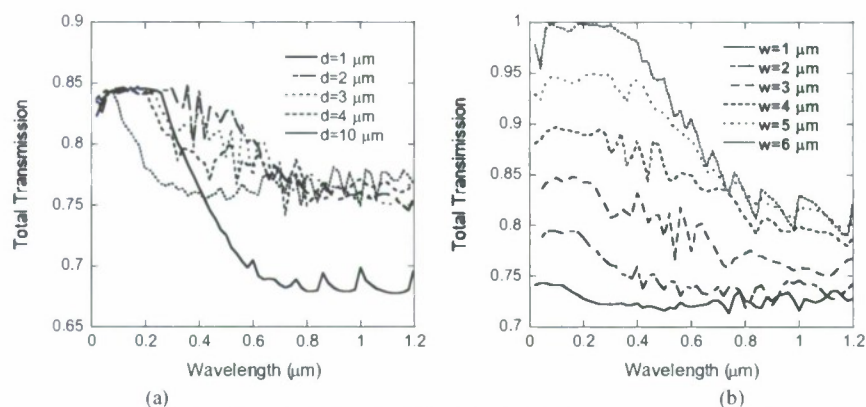 0.9
0.85
0.8
0.75
0.7
0.65
Total Transmission
d=1 μm
d=2 μm
d=3 μm
d=4 μm
d=10 μm
0 0.2 0.4 0.6 0.8 1 1.2
Wavelength (μm)
(a)
1
0.95
0.9
0.85
0.8
0.75
0.7
Total Transimission
w=1 μm
w=2 μm
w=3 μm
w=4 μm
w=5 μm
w=6 μm
0 0.2 0.4 0.6 0.8 1 1.2
Wavelength (μm)
(b)